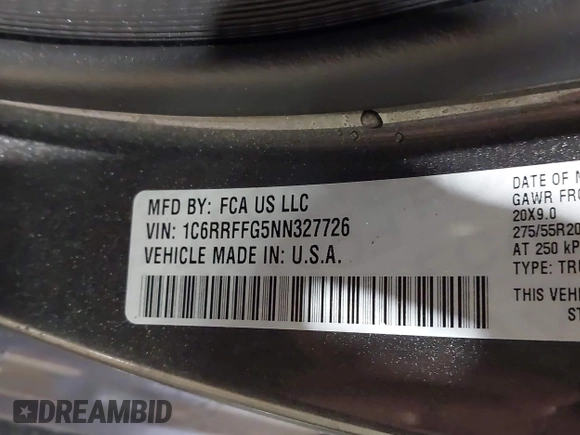 MFD BY: FCA US LLC
VIN: 1C6RRFFG5NN327726
VEHICLE MADE IN: U.S.A.
DATE OF
GAWR
20X9.0
275/55R20
AT 250
TYPE:
THIS
DREAMBID